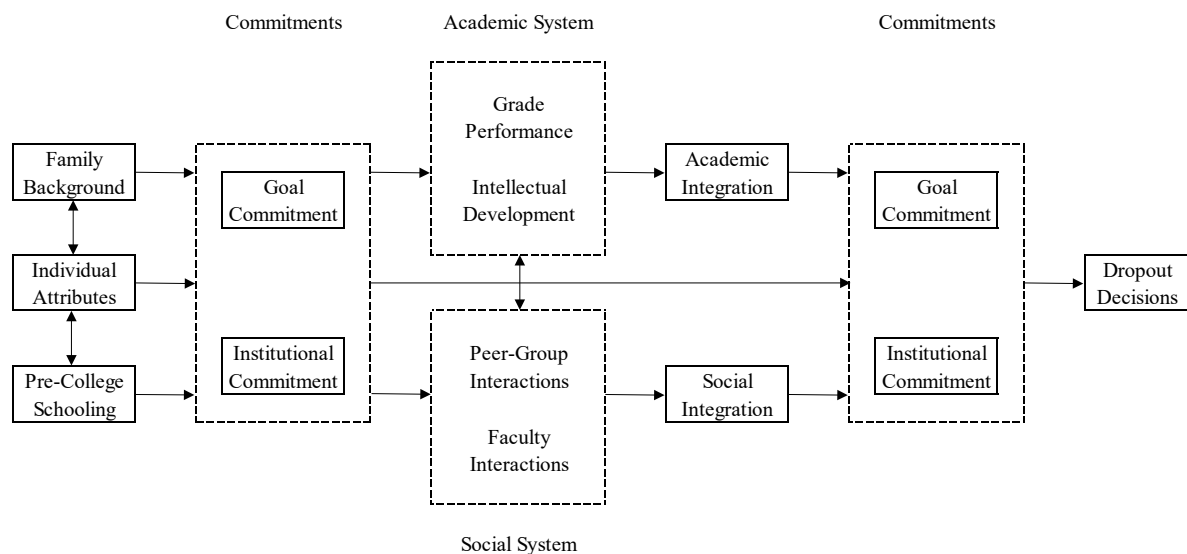 Commitments
Academic System
Commitments
Family
Background
Individual
Attributes
Pre-College
Schooling
Goal
Commitment
Institutional
Commitment
Grade
Performance
Intellectual
Development
Peer-Group
Interactions
Faculty
Interactions
Academic
Integration
Social
Integration
Goal
Commitment
Institutional
Commitment
Dropout
Decisions
Social System